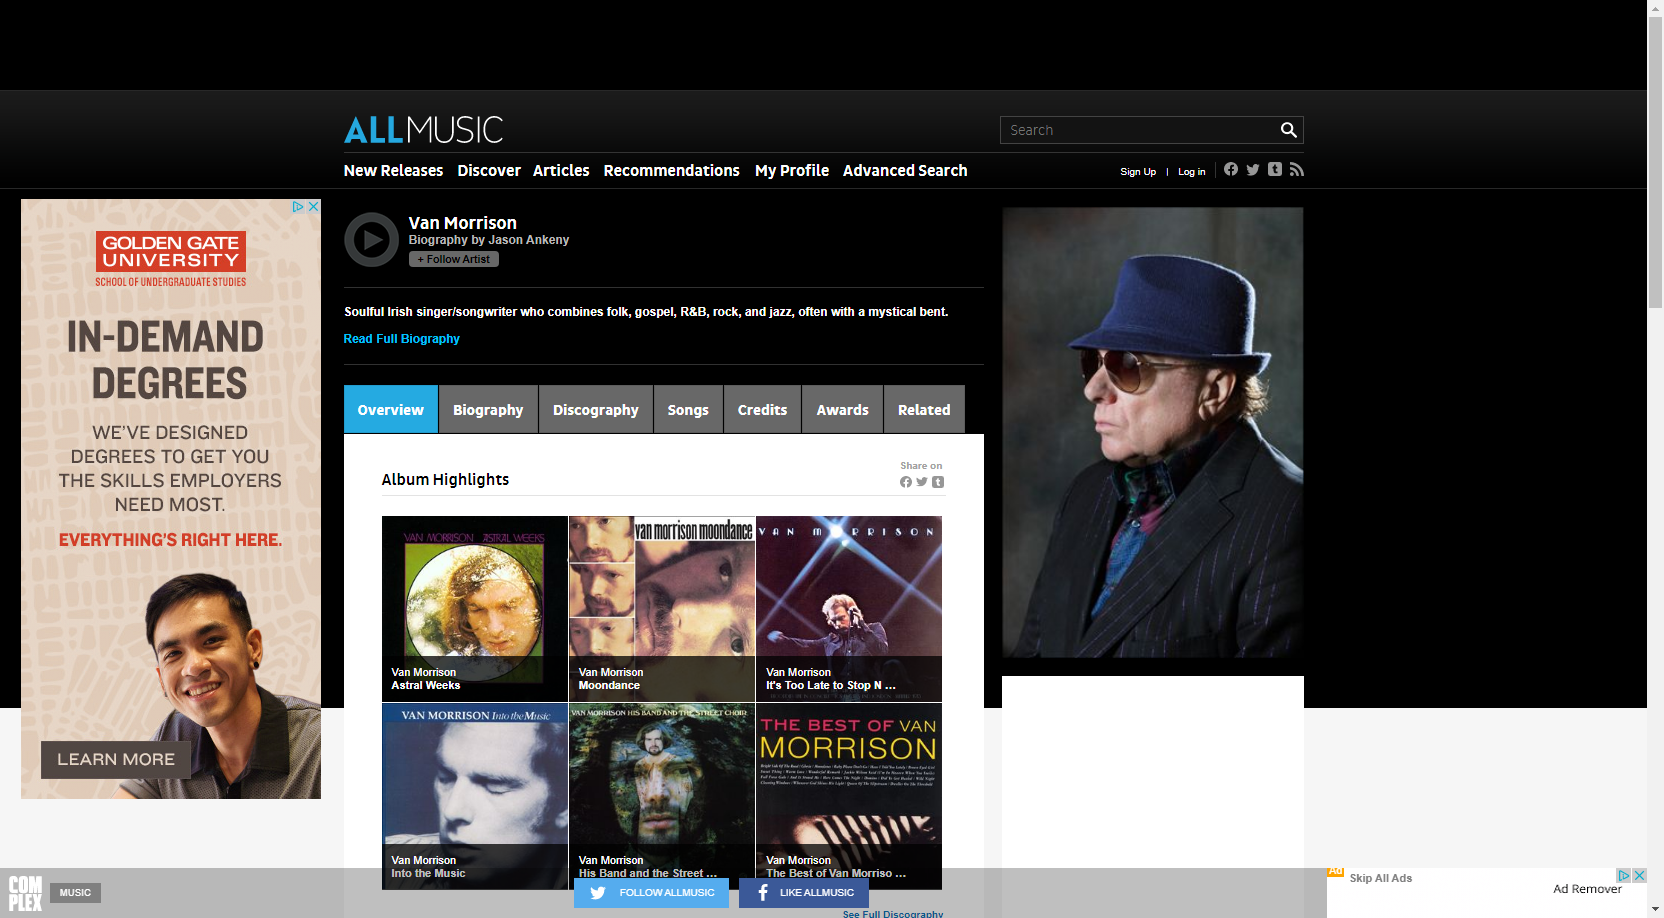 ALLMUSIC
Search
New Releases Discover Articles Recommendations My Profile Advanced Search
Sign Up | Log in
GOLDEN GATE
UNIVERSITY
SCHOOL OF UNDERGRADUATE STUDIES
IN-DEMAND
DEGREES
WE'VE DESIGNED
DEGREES TO GET YOU
THE SKILLS EMPLOYERS
NEED MOST.
EVERYTHING'S RIGHT HERE.
LEARN MORE
Van Morrison
Biography by Jason Ankeny
+ Follow Artist
Soulful Irish singer/songwriter who combines folk, gospel, R&B, rock, and jazz, often with a mystical bent.
Read Full Biography
Overview Biography Discography Songs Credits Awards Related
Album Highlights
Share on
VAN MORRISON ASTRAL WEEKS
Van Morrison
Astral Weeks
van morrison moondance
Van Morrison
Moondance
VAN MORRISON
Van Morrison
It's Too Late to Stop N ...
VAN MORRISON Into the Music
Van Morrison
Into the Music
VAN MORRISON HIS BAND AND THE STREET CHOIR
Van Morrison
His Band and the Street ...
THE BEST OF VAN
MORRISON
Van Morrison
The Best of Van Morriso ...
See Full Discography
COM
PLEX
MUSIC
FOLLOW ALLMUSIC
LIKE ALLMUSIC
Ad
Skip All Ads
Ad Remover